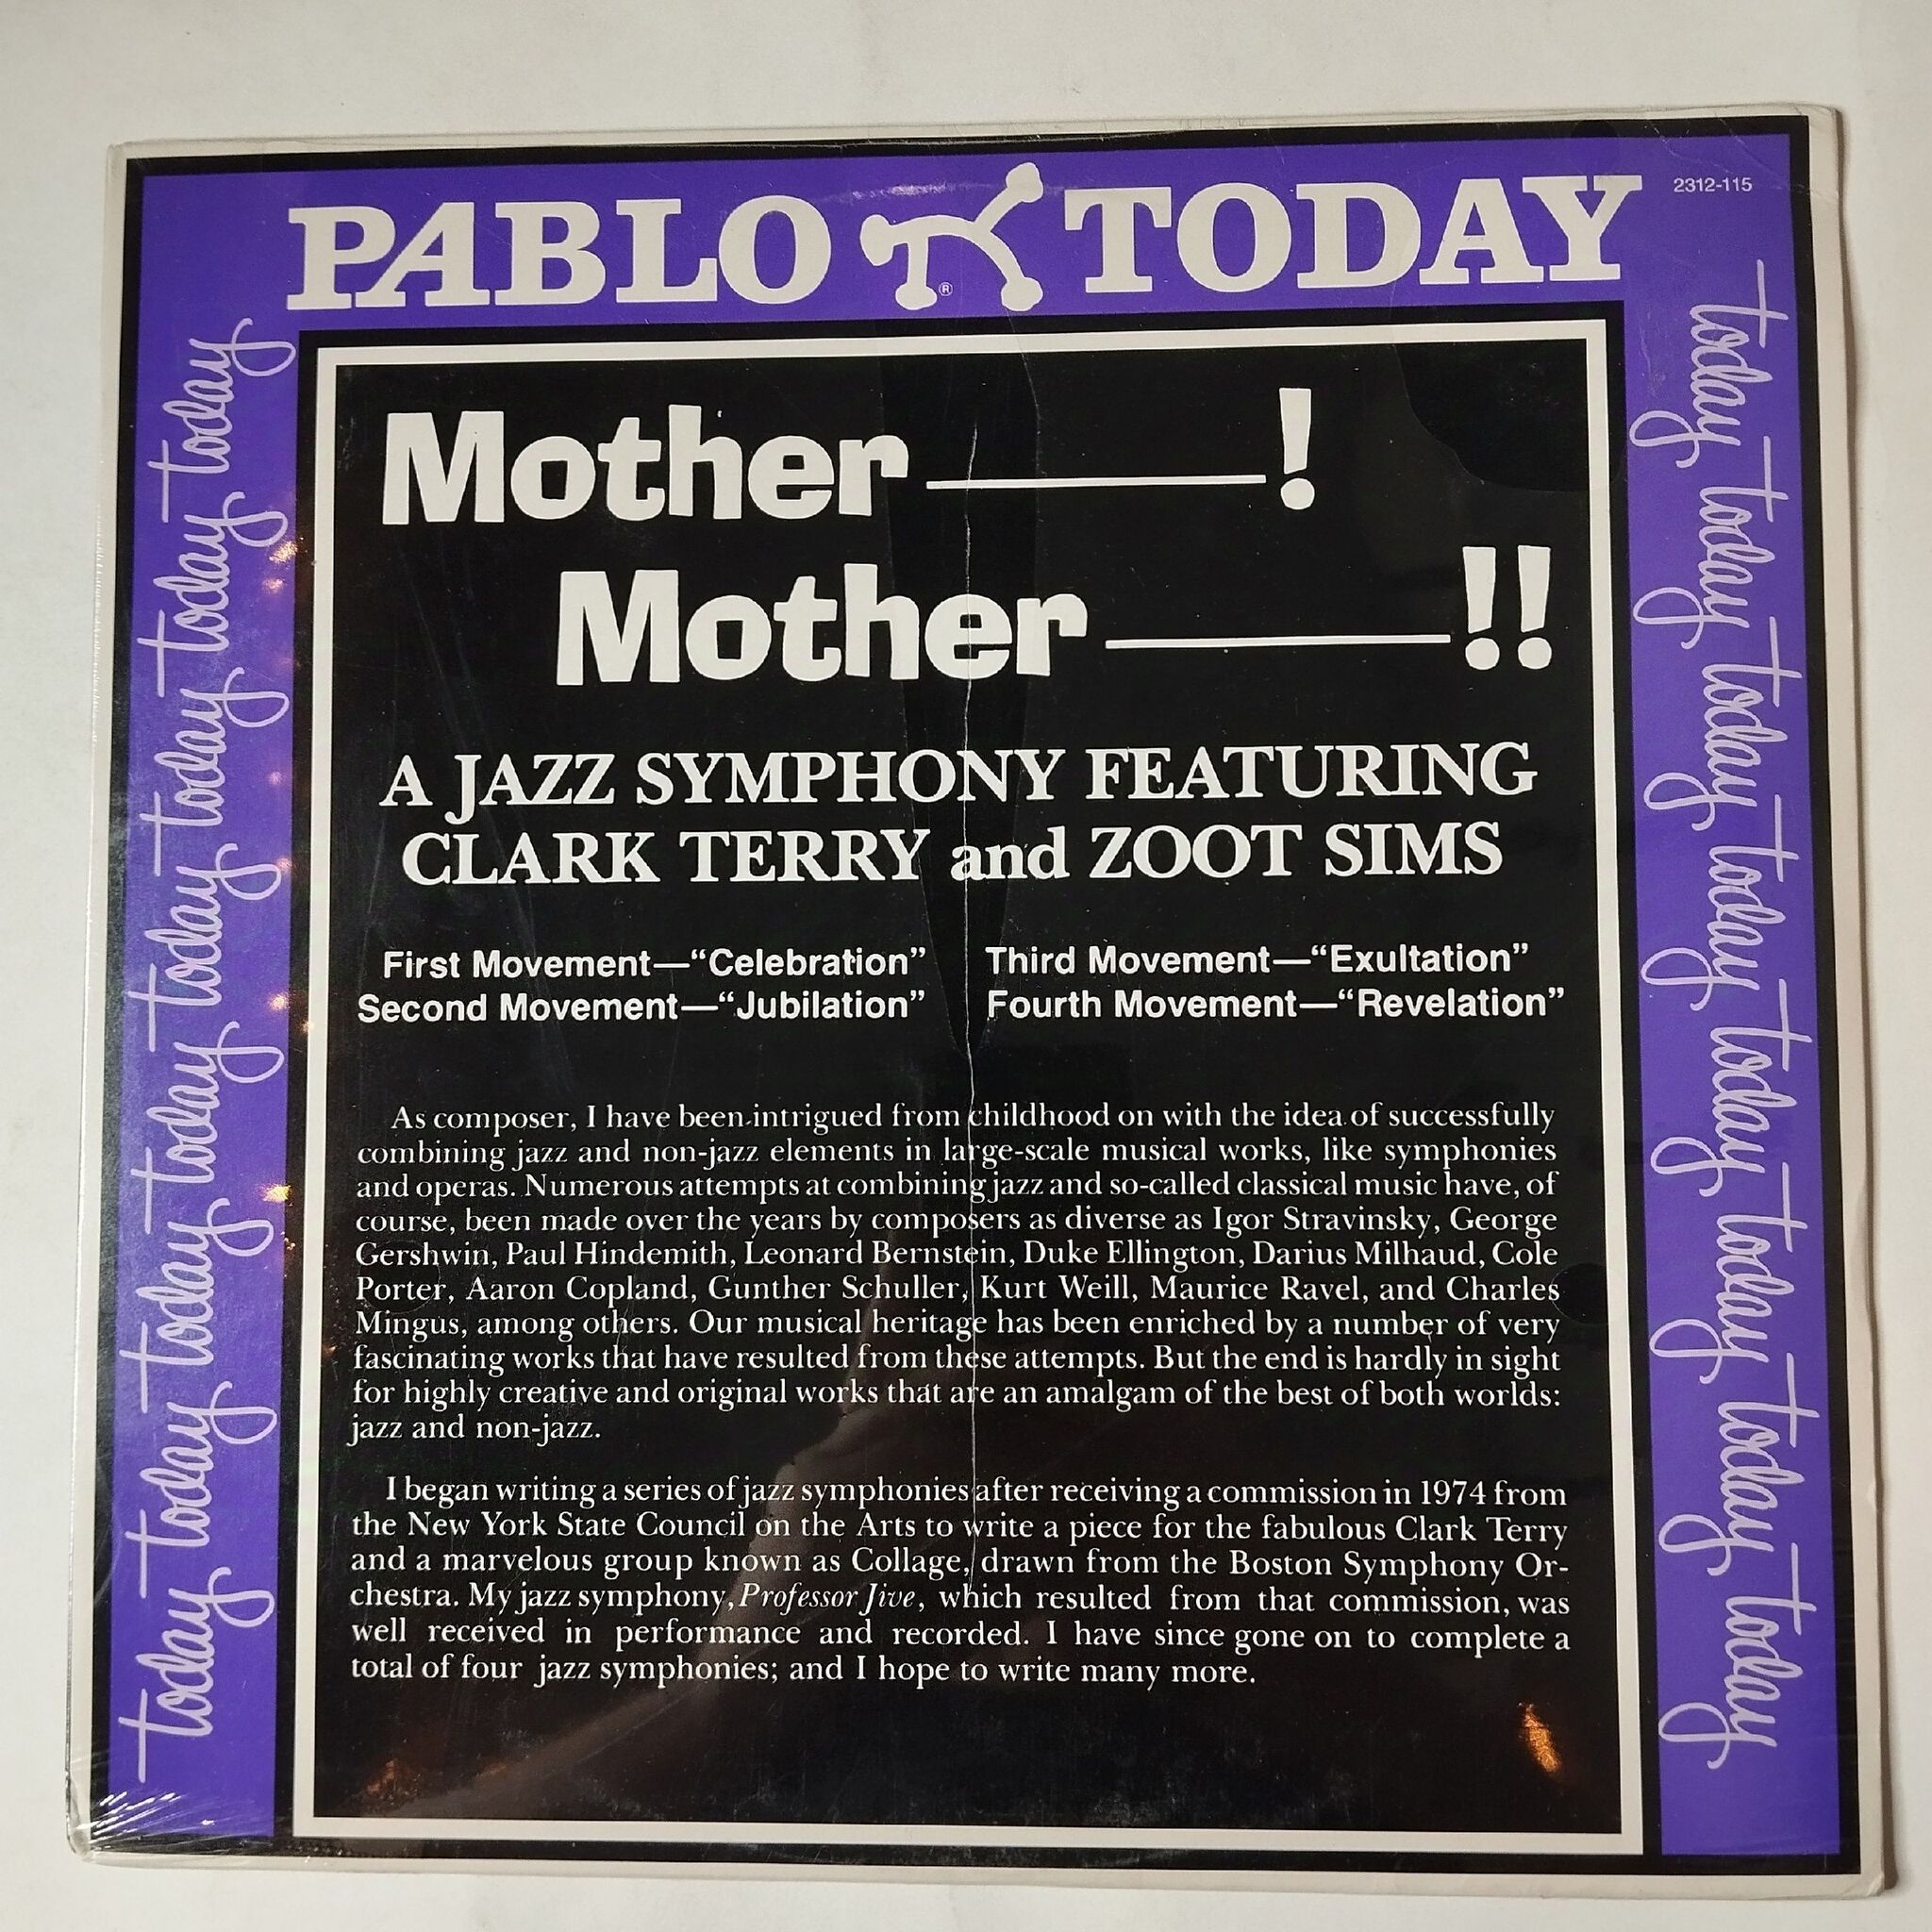 PABLO TODAY
2312-115
Mother———!
Mother———!!
A JAZZ SYMPHONY FEATURING
CLARK TERRY and ZOOT SIMS
First Movement—“Celebration”
Second Movement—“Jubilation”
Third Movement—“Exultation”
Fourth Movement—“Revelation”
As composer, I have been intrigued from childhood on with the idea of successfully
combining jazz and non-jazz elements in large-scale musical works, like symphonies
and operas. Numerous attempts at combining jazz and so-called classical music have, of
course, been made over the years by composers as diverse as Igor Stravinsky, George
Gershwin, Paul Hindemith, Leonard Bernstein, Duke Ellington, Darius Milhaud, Cole
Porter, Aaron Copland, Gunther Schuller, Kurt Weill, Maurice Ravel, and Charles
Mingus, among others. Our musical heritage has been enriched by a number of very
fascinating works that have resulted from these attempts. But the end is hardly in sight
for highly creative and original works that are an amalgam of the best of both worlds:
jazz and non-jazz.
I began writing a series of jazz symphonies after receiving a commission in 1974 from
the New York State Council on the Arts to write a piece for the fabulous Clark Terry
and a marvelous group known as Collage, drawn from the Boston Symphony Or-
chestra. My jazz symphony, Professor Jive, which resulted from that commission, was
well received in performance and recorded. I have since gone on to complete a
total of four jazz symphonies; and I hope to write many more.
today today today today today today today today
today today today today today today today today